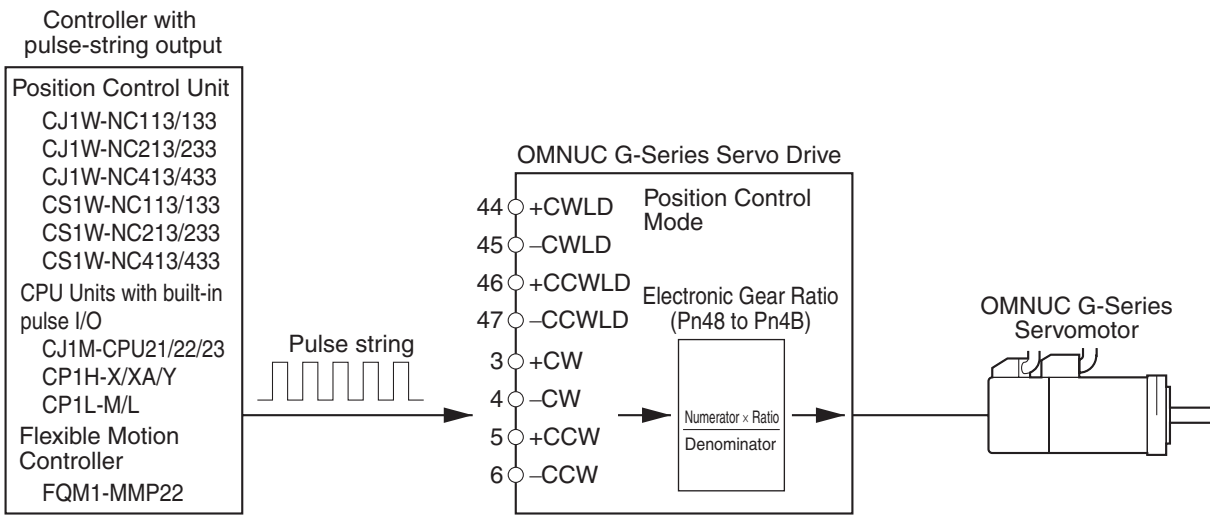 Controller with
pulse-string output
Position Control Unit
CJ1W-NC113/133
CJ1W-NC213/233
CJ1W-NC413/433
CS1W-NC113/133
CS1W-NC213/233
CS1W-NC413/433
CPU Units with built-in
pulse I/O
CJ1M-CPU21/22/23
CP1H-X/XA/Y
CP1L-M/L
Flexible Motion
Controller
FQM1-MMP22
Pulse string
OMNUC G-Series Servo Drive
44 +CWLD
45 –CWLD
46 +CCWLD
47 –CCWLD
3 +CW
4 –CW
5 +CCW
6 –CCW
Position Control
Mode
Electronic Gear Ratio
(Pn48 to Pn4B)
Numerator × Ratio
Denominator
OMNUC G-Series
Servomotor